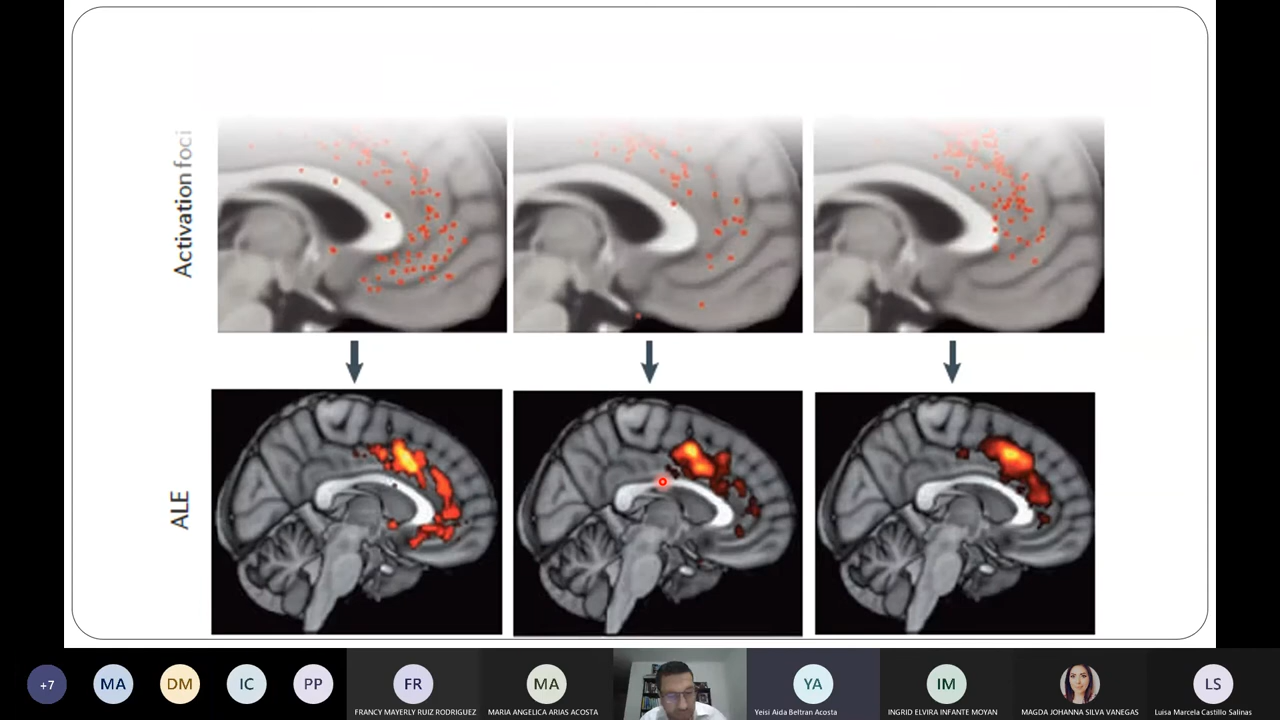 Activation foci
ALE
+7
MA
DM
IC
PP
FR
FRANCY MAYERLY RUIZ RODRIGUEZ
MA
MARIA ANGELICA ARIAS ACOSTA
YA
Yeisi Aida Beltran Acosta
IM
INGRID ELVIRA INFANTE MOYAN
MAGDA JOHANNA SILVA VANEGAS
LS
Luisa Marcela Castillo Salinas